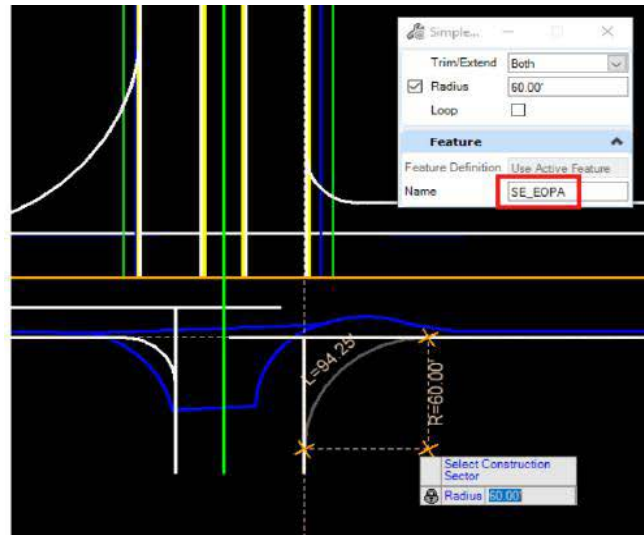 Simple...
Trim/Extend Both
Radius 60.00'
Loop
Feature
Feature Definition Use Active Feature
Name SE_EOPA
L=94.25'
R=60.00'
Select Construction
Sector
Radius 60.00'